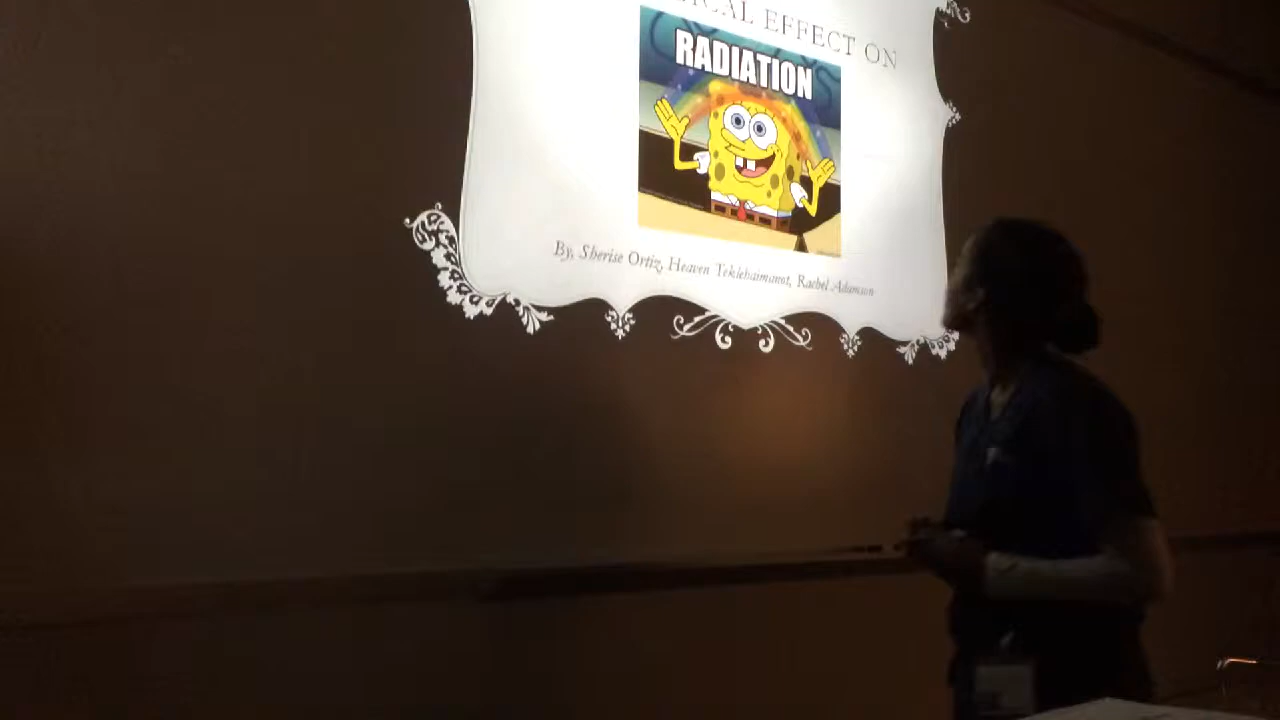 EFFECT ON
RADIATION
By, Sherise Ortiz, Heaven Teklehaimanot, Rachel Adamson